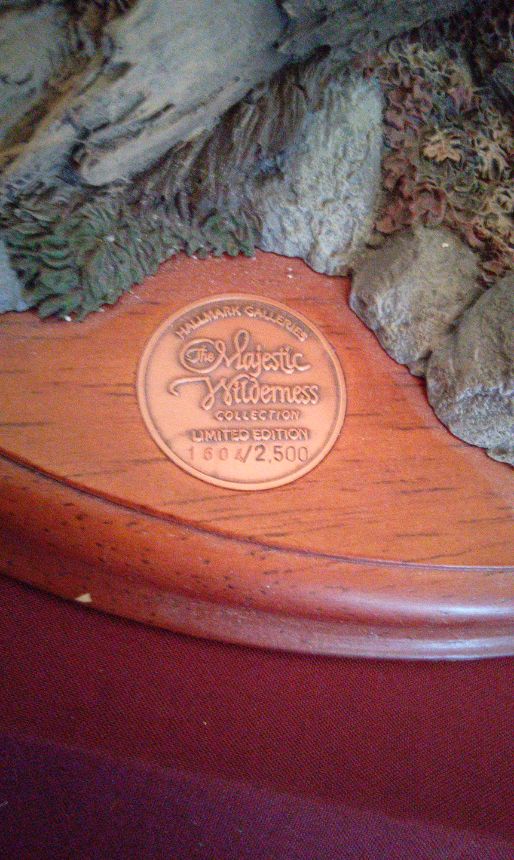 HALLMARK GALLERIES
The Majestic
Wilderness
COLLECTION
LIMITED EDITION
1604/2,500